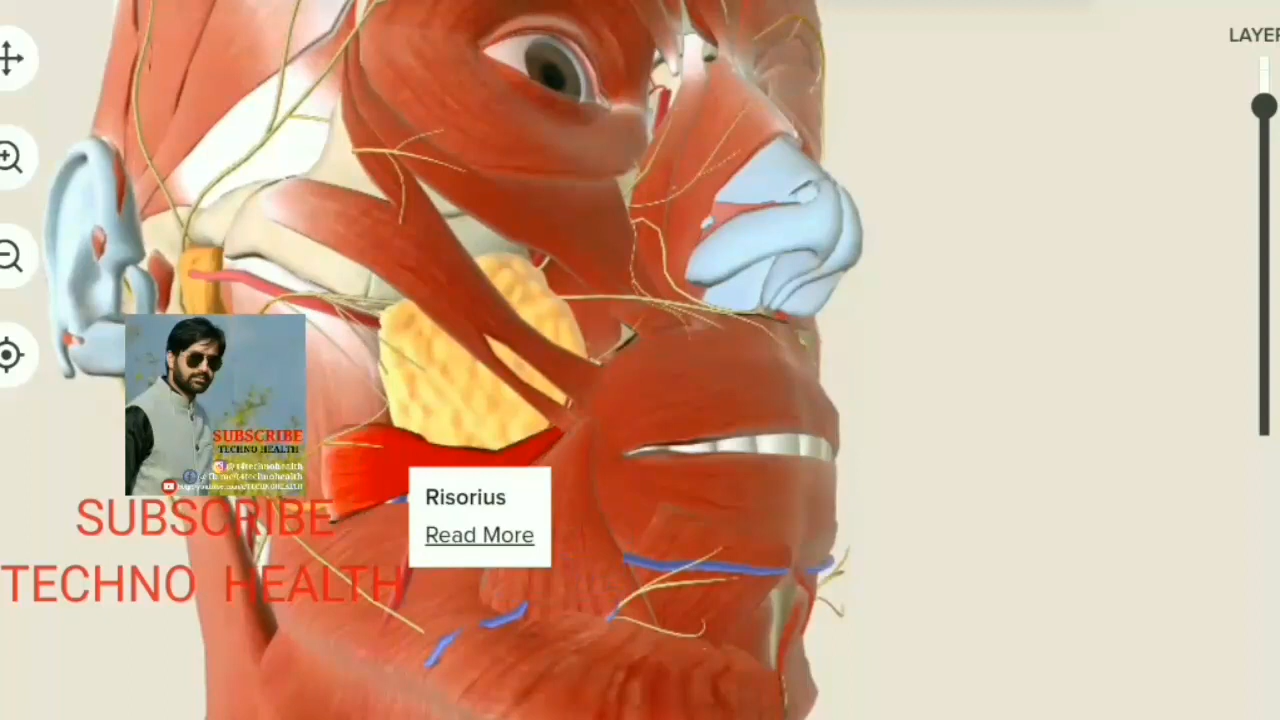 LAYER
SUBSCRIBE
TECHNO HEALTH
Risorius
Read More
SUBSCRIBE
TECHNO HEALTH